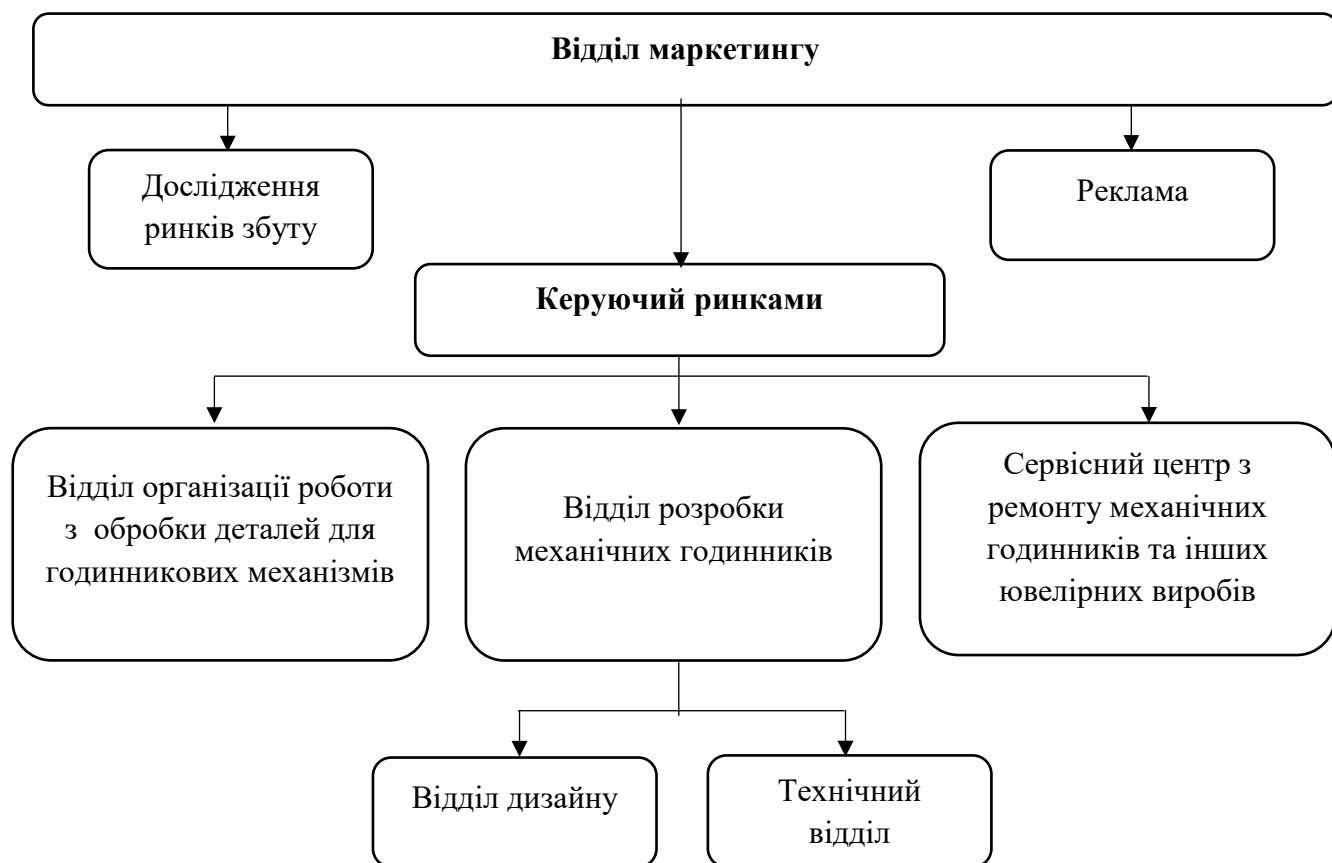 Відділ маркетингу
Дослідження
ринків збуту
Реклама
Керуючий ринками
Відділ організації роботи
з обробки деталей для
годинникових механізмів
Відділ розробки
механічних годинників
Сервісний центр з
ремонту механічних
годинників та інших
ювелірних виробів
Відділ дизайну
Технічний
відділ